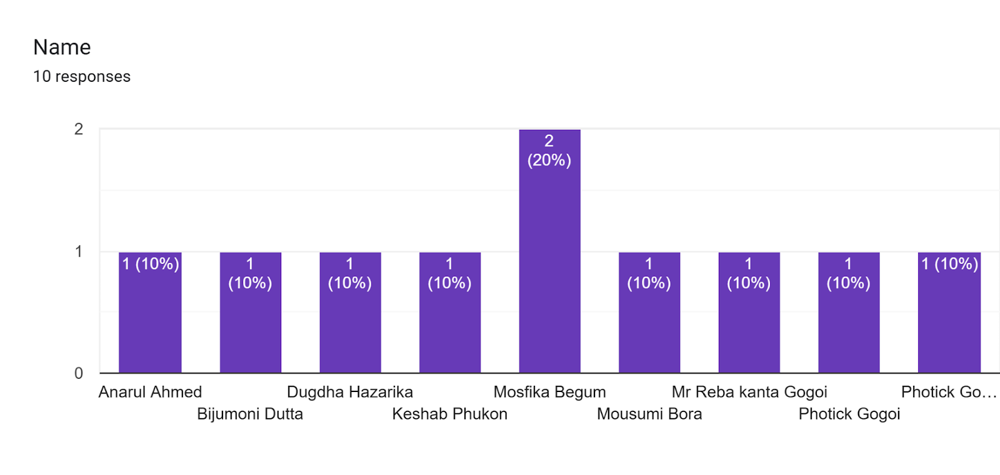 Name
10 responses
2
1
0
1 (10%)
1
(10%)
1
(10%)
1
(10%)
2
(20%)
1
(10%)
1
(10%)
1
(10%)
1 (10%)
Anarul Ahmed
Bijumoni Dutta
Dugdha Hazarika
Keshab Phukon
Mosfika Begum
Mousumi Bora
Mr Reba kanta Gogoi
Photick Gogoi
Photick Go…